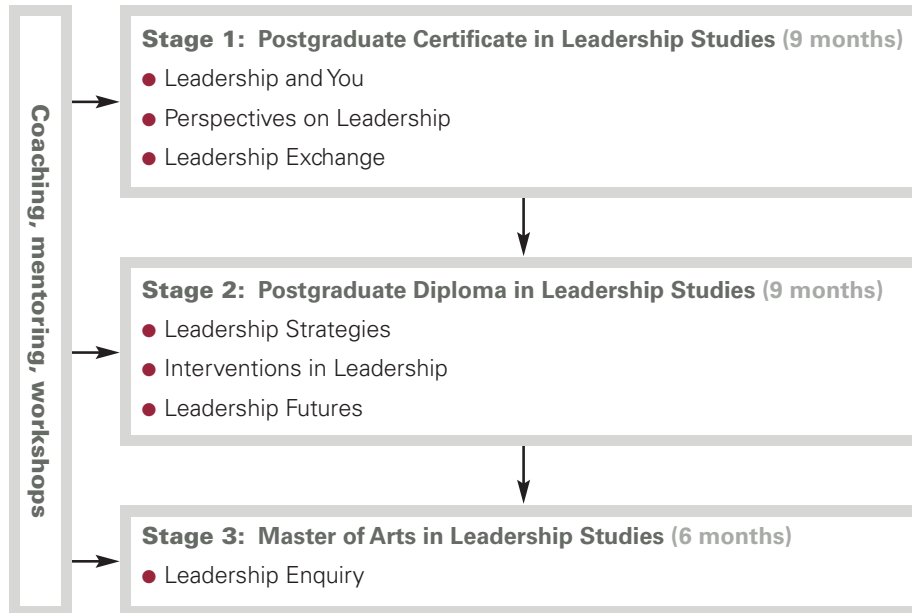 Coaching, mentoring, workshops
Stage 1: Postgraduate Certificate in Leadership Studies (9 months)
● Leadership and You
● Perspectives on Leadership
● Leadership Exchange
Stage 2: Postgraduate Diploma in Leadership Studies (9 months)
● Leadership Strategies
● Interventions in Leadership
● Leadership Futures
Stage 3: Master of Arts in Leadership Studies (6 months)
● Leadership Enquiry